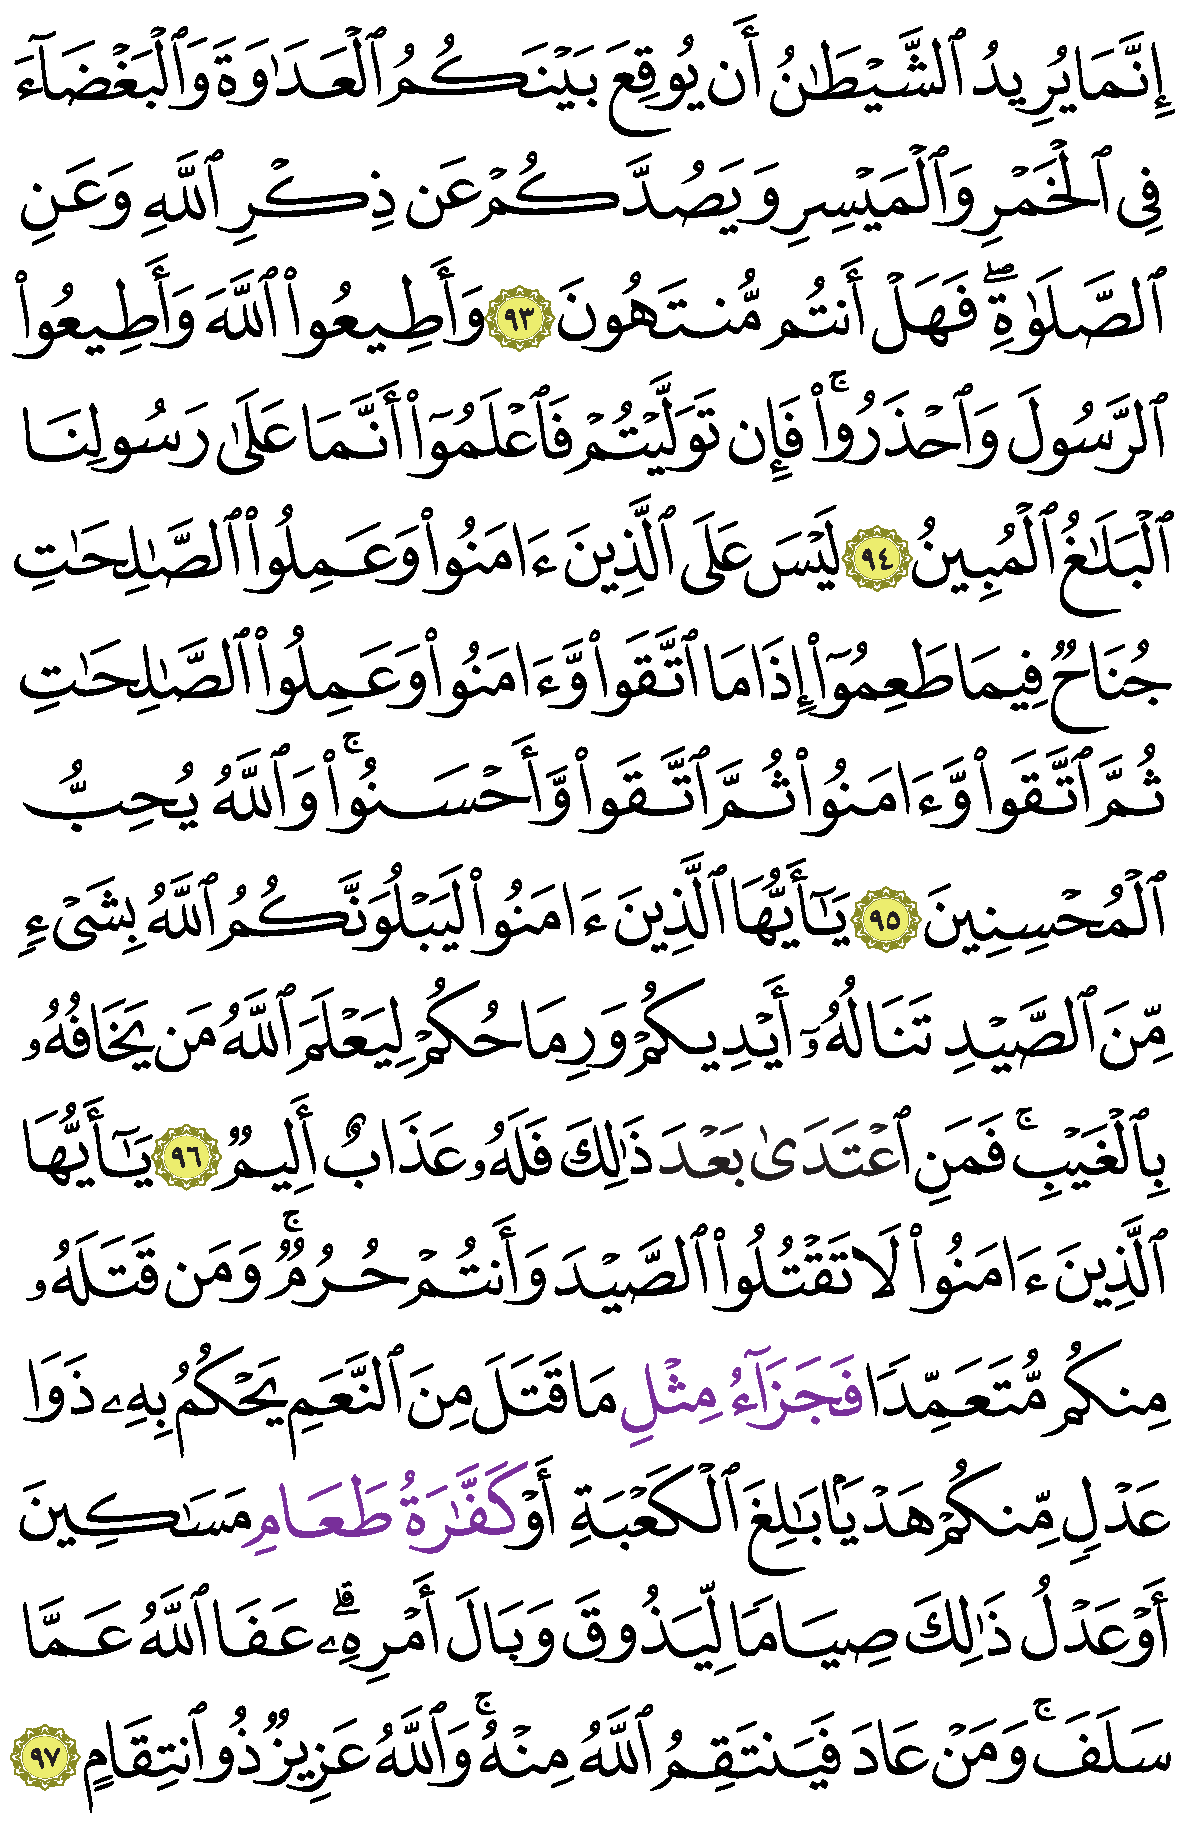 إِنَّمَا يُرِيدُ ٱلشَّيۡطَٰنُ أَن يُوقِعَ بَيۡنَكُمُ ٱلۡعَدَٰوَةَ وَٱلۡبَغۡضَآءَ
فِي ٱلۡخَمۡرِ وَٱلۡمَيۡسِرِ وَيَصُدَّكُمۡ عَن ذِكۡرِ ٱللَّهِ وَعَنِ
ٱلصَّلَوٰةِۖ فَهَلۡ أَنتُم مُّنتَهُونَ ٩٣ وَأَطِيعُواْ ٱللَّهَ وَأَطِيعُواْ
ٱلرَّسُولَ وَٱحۡذَرُواْۚ فَإِن تَوَلَّيۡتُمۡ فَٱعۡلَمُوٓاْ أَنَّمَا عَلَىٰ رَسُولِنَا
ٱلۡبَلَٰغُ ٱلۡمُبِينُ ٩٤ لَيۡسَ عَلَى ٱلَّذِينَ ءَامَنُواْ وَعَمِلُواْ ٱلصَّٰلِحَٰتِ
جُنَاحٞ فِيمَا طَعِمُوٓاْ إِذَا مَا ٱتَّقَواْ وَّءَامَنُواْ وَعَمِلُواْ ٱلصَّٰلِحَٰتِ
ثُمَّ ٱتَّقَواْ وَّءَامَنُواْ ثُمَّ ٱتَّقَواْ وَّأَحۡسَنُواْۚ وَٱللَّهُ يُحِبُّ
ٱلۡمُحۡسِنِينَ ٩٥ يَٰٓأَيُّهَا ٱلَّذِينَ ءَامَنُواْ لَيَبۡلُوَنَّكُمُ ٱللَّهُ بِشَيۡءٖ
مِّنَ ٱلصَّيۡدِ تَنَالُهُۥٓ أَيۡدِيكُمۡ وَرِمَاحُكُمۡ لِيَعۡلَمَ ٱللَّهُ مَن يَخَافُهُۥ
بِٱلۡغَيۡبِۚ فَمَنِ ٱعۡتَدَىٰ بَعۡدَ ذَٰلِكَ فَلَهُۥ عَذَابٌ أَلِيمٞ ٩٦ يَٰٓأَيُّهَا
ٱلَّذِينَ ءَامَنُواْ لَا تَقۡتُلُواْ ٱلصَّيۡدَ وَأَنتُمۡ حُرُمٞۚ وَمَن قَتَلَهُۥ
مِنكُم مُّتَعَمِّدٗا فَجَزَآءُ مِثۡلِ مَا قَتَلَ مِنَ ٱلنَّعَمِ يَحۡكُمُ بِهِۦ ذَوَا
عَدۡلٖ مِّنكُمۡ هَدۡيَۢا بَٰلِغَ ٱلۡكَعۡبَةِ أَوۡ كَفَّٰرَةُ طَعَامِ مَسَٰكِينَ
أَوۡ عَدۡلُ ذَٰلِكَ صِيَامٗا لِّيَذُوقَ وَبَالَ أَمۡرِهِۦۗ عَفَا ٱللَّهُ عَمَّا
سَلَفَۚ وَمَنۡ عَادَ فَيَنتَقِمُ ٱللَّهُ مِنۡهُۚ وَٱللَّهُ عَزِيزٞ ذُو ٱنتِقَامٍ ٩٧